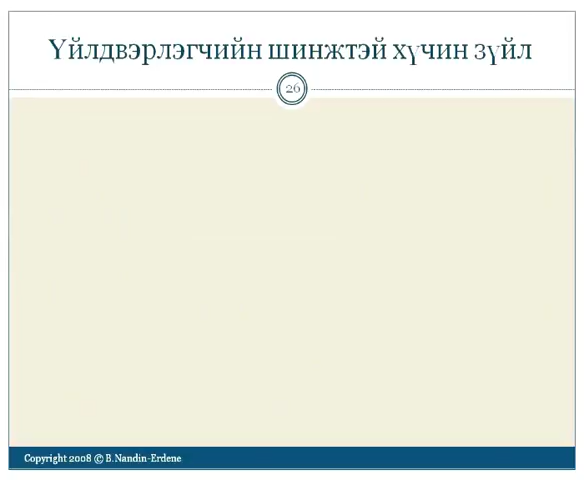 Үйлдвэрлэгчийн шинжтэй хүчин зүйл
26
Copyright 2008 © B.Nandin-Erdene